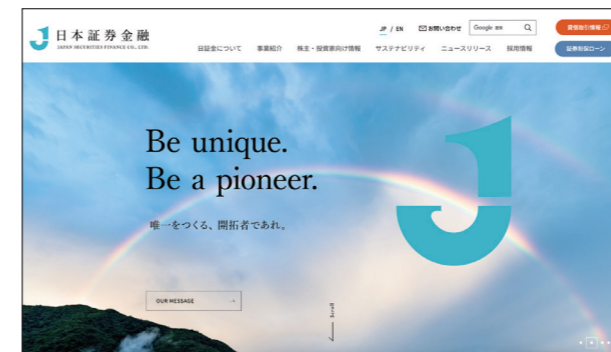 日本証券金融
JAPAN SECURITIES FINANCE CO., LTD.
JP / EN
お問い合わせ
Google 検索
貸借取引情報
日証金について
事業紹介
株主・投資家向け情報
サステナビリティ
ニュースリリース
採用情報
証券担保ローン
Be unique.
Be a pioneer.
唯一をつくる、開拓者であれ。
OUR MESSAGE
Scroll